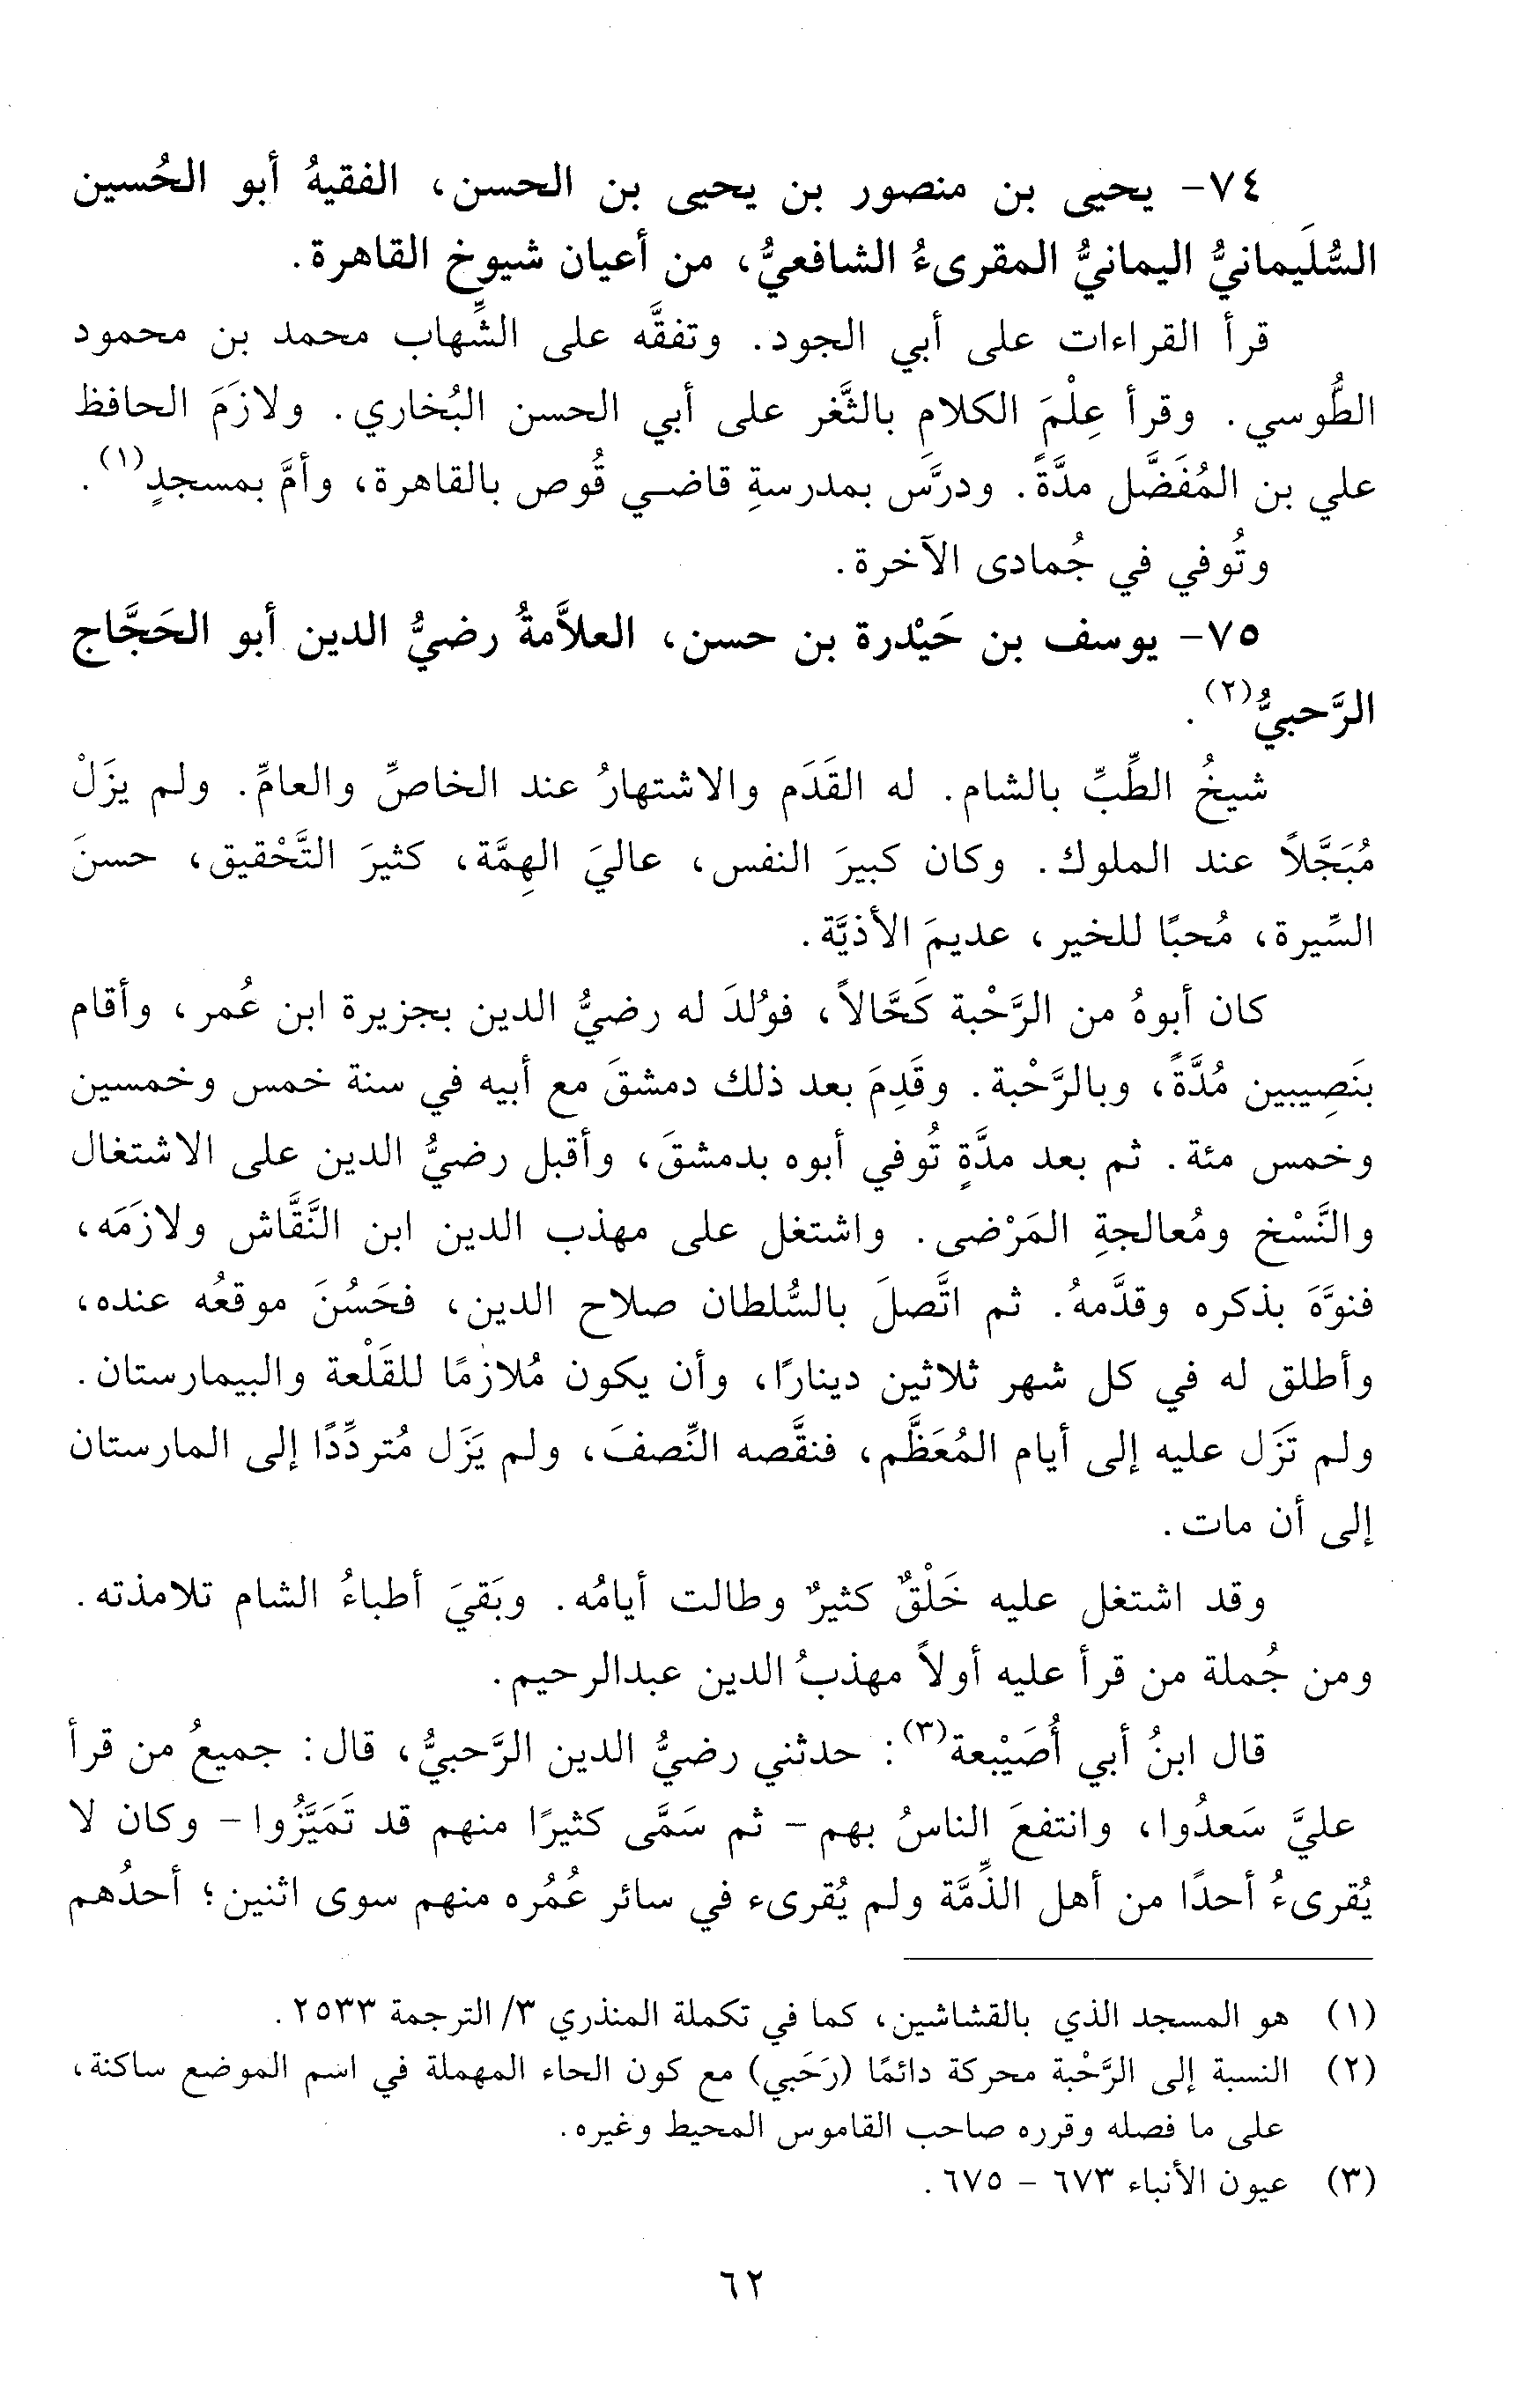 ٧٤- يحيى بن منصور بن يحيى بن الحسن، الفقيهُ أبو الحُسين
السُّلَيمانيُّ اليمانيُّ المقرىءُ الشافعيُّ، من أعيان شيوخ القاهرة.
قرأ القراءات على أبي الجود. وتفقَّه على الشِّهاب محمد بن محمود
الطُّوسي. وقرأ عِلْمَ الكلامِ بالثَّغر على أبي الحسن البُخاري. ولازَمَ الحافظ
علي بن المُفَضَّل مدَّةً. ودرَّس بمدرسةِ قاضي قُوص بالقاهرة، وأمَّ بمسجدٍ(١).
وتُوفي في جُمادى الآخرة.
٧٥- يوسف بن حَيْدرة بن حسن، العلاَّمةُ رضيُّ الدين أبو الحَجَّاج
الرَّحبيُّ(٢).
شيخُ الطِّبِّ بالشام. له القَدَم والاشتهارُ عند الخاصِّ والعامِّ. ولم يزَلْ
مُبَجَّلاً عند الملوك. وكان كبيرَ النفس، عاليَ الهِمَّة، كثيرَ التَّحْقيق، حسنَ
السِّيرة، مُحبًا للخير، عديمَ الأذيَّة.
كان أبوهُ من الرَّحْبة كَحَّالاً، فوُلدَ له رضيُّ الدين بجزيرة ابن عُمر، وأقام
بنَصِيبين مُدَّةً، وبالرَّحْبة. وقَدِمَ بعد ذلك دمشقَ مع أبيه في سنة خمس وخمسين
وخمس مئة. ثم بعد مدَّةٍ تُوفي أبوه بدمشقَ، وأقبل رضيُّ الدين على الاشتغال
والنَّسْخ ومُعالجةِ المَرْضى. واشتغل على مهذب الدين ابن النَّقَّاش ولازمَه،
فنوَّهَ بذكره وقدَّمهُ. ثم اتَّصلَ بالسُّلطان صلاح الدين، فحَسُنَ موقعُه عنده،
وأطلق له في كل شهر ثلاثين دينارًا، وأن يكون مُلازمًا للقَلْعة والبيمارستان.
ولم تَزَل عليه إلى أيام المُعَظَّم، فنقَّصه النِّصفَ، ولم يَزَل مُتردِّدًا إلى المارستان
إلى أن مات.
وقد اشتغل عليه خَلْقٌ كثيرٌ وطالت أيامُه. وبَقيَ أطباءُ الشام تلامذته.
ومن جُملة من قرأ عليه أولاً مهذبُ الدين عبدالرحيم.
قال ابنُ أبي أُصَيْبعة(٣): حدثني رضيُّ الدين الرَّحبيُّ، قال: جميعُ من قرأ
عليَّ سَعدُوا، وانتفعَ الناسُ بهم - ثم سَمَّى كثيرًا منهم قد تَمَيَّزُوا - وكان لا
يُقرىءُ أحدًا من أهل الذِّمَّة ولم يُقرىء في سائر عُمُره منهم سوى اثنين؛ أحدُهم
(١) هو المسجد الذي بالقشاشين، كما في تكملة المنذري ٣/ الترجمة ٢٥٣٣.
(٢) النسبة إلى الرَّحْبة محركة دائمًا (رَحَبي) مع كون الحاء المهملة في اسم الموضع ساكنة،
على ما فصله وقرره صاحب القاموس المحيط وغيره.
(٣) عيون الأنباء ٦٧٣ - ٦٧٥.
٦٢